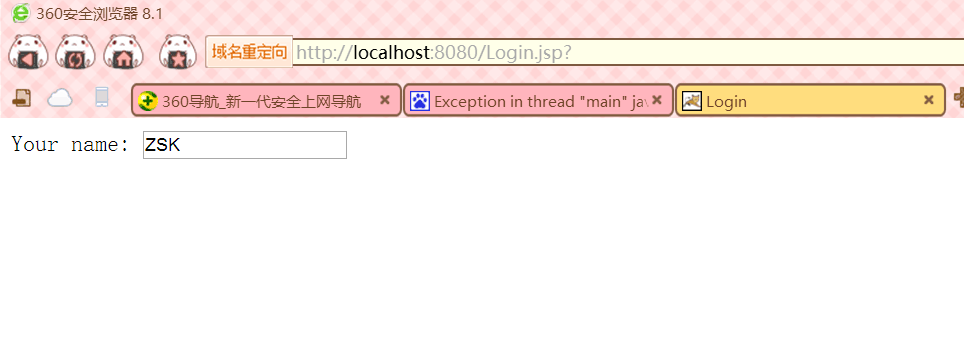 360安全浏览器 8.1
域名重定向 http://localhost:8080/Login.jsp?
360导航_新一代安全上网导航 Exception in thread "main" jav Login
Your name: ZSK